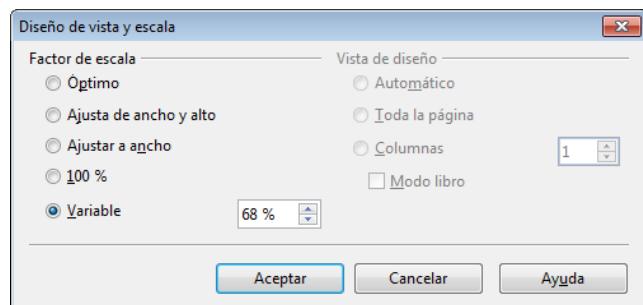 Diseño de vista y escala
Factor de escala
Óptimo
Ajusta de ancho y alto
Ajustar a ancho
100 %
Variable
68 %
Vista de diseño
Automático
Toda la página
Columnas
1
Modo libro
Aceptar
Cancelar
Ayuda